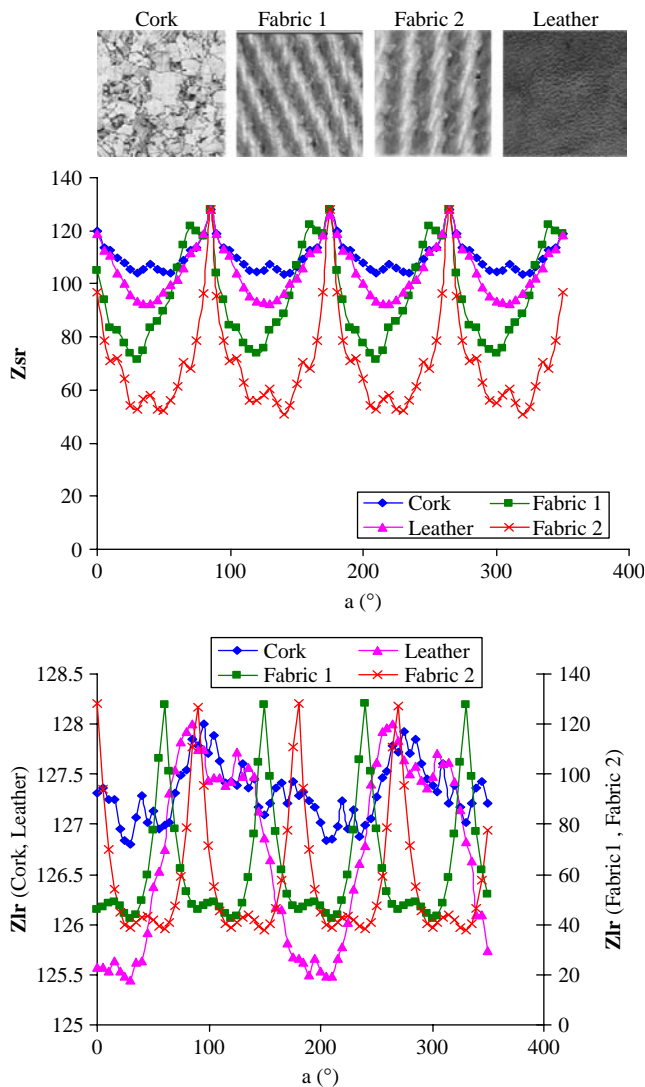 Cork Fabric 1 Fabric 2 Leather
140
120
100
80
60
40
20
0
Zsr
Cork Fabric 1
Leather Fabric 2
0 100 200 300 400
a (°)
Cork Leather
Fabric 1 Fabric 2
128.5
128
127.5
127
126.5
126
125.5
125
Zlr (Cork, Leather)
140
120
100
80
60
40
20
0
Zlr (Fabric1 , Fabric 2)
0 100 200 300 400
a (°)